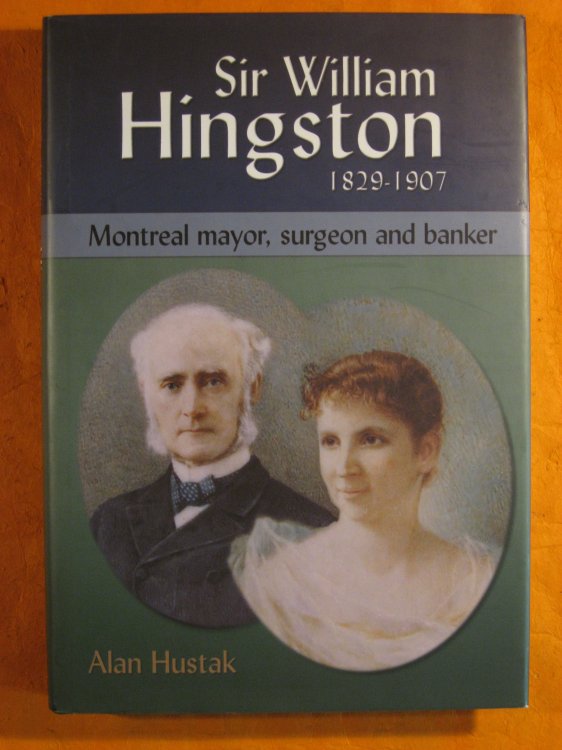 Sir William
Hingston
1829-1907
Montreal mayor, surgeon and banker
Alan Hustak